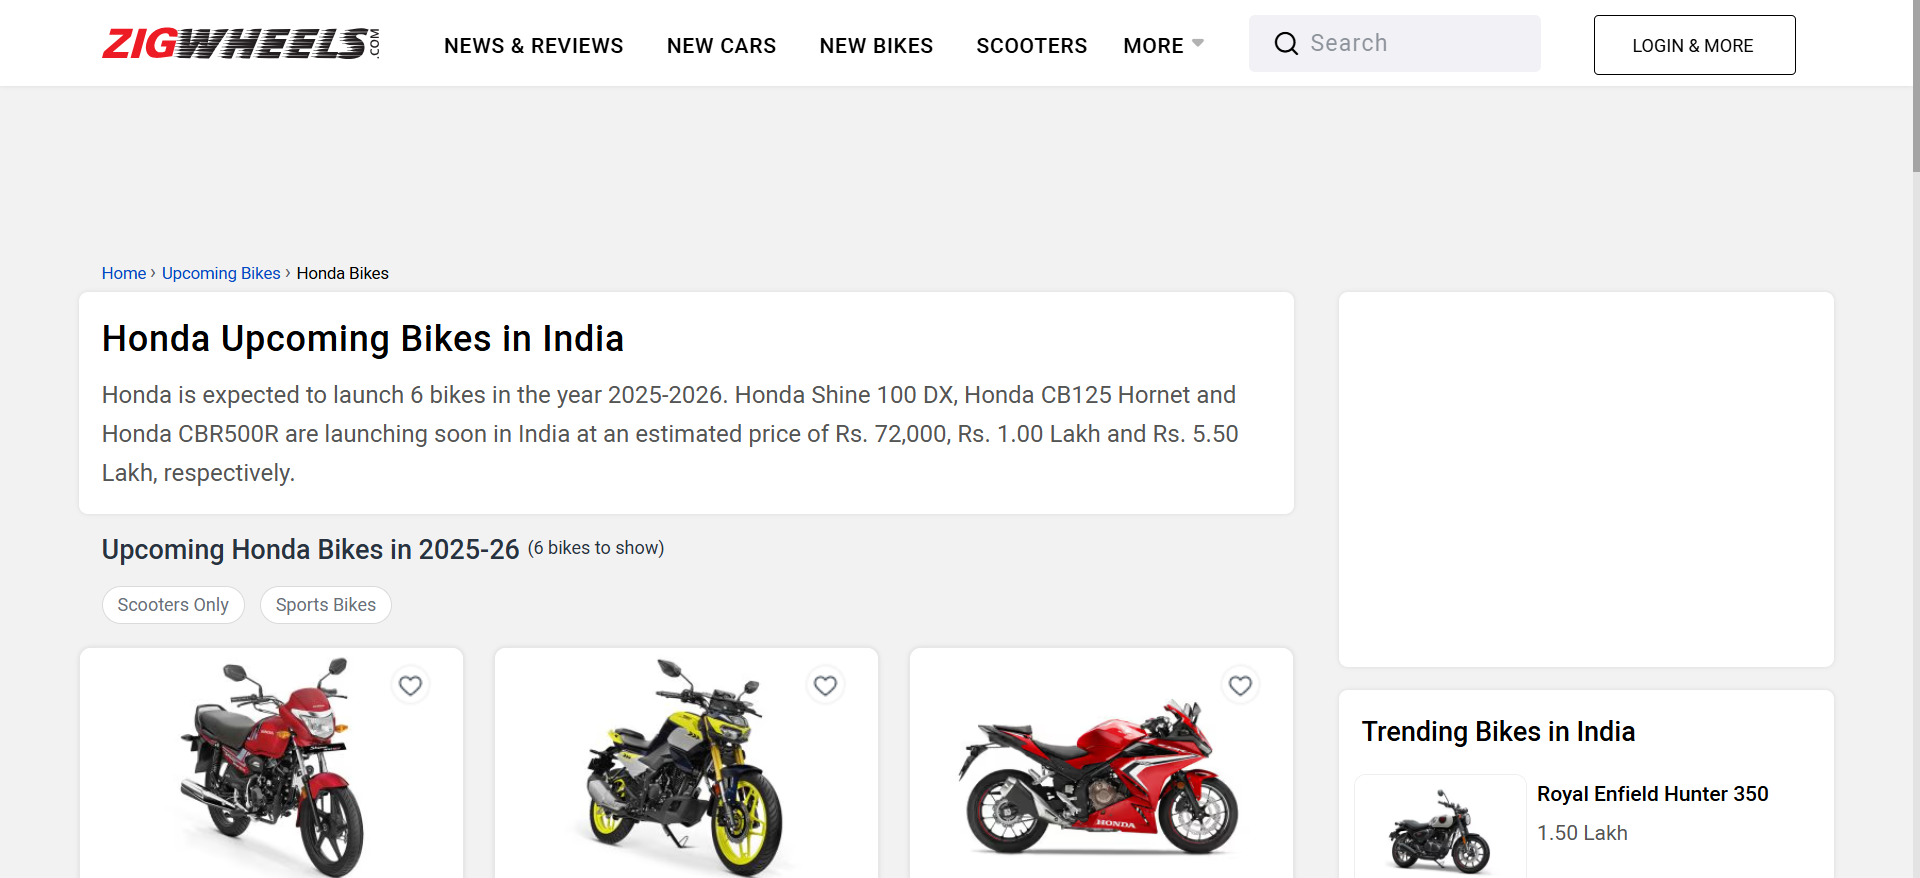 ZIGWHEELS.COM
NEWS & REVIEWS
NEW CARS
NEW BIKES
SCOOTERS
MORE
Search
LOGIN & MORE
Home › Upcoming Bikes › Honda Bikes
Honda Upcoming Bikes in India
Honda is expected to launch 6 bikes in the year 2025-2026. Honda Shine 100 DX, Honda CB125 Hornet and
Honda CBR500R are launching soon in India at an estimated price of Rs. 72,000, Rs. 1.00 Lakh and Rs. 5.50
Lakh, respectively.
Upcoming Honda Bikes in 2025-26 (6 bikes to show)
Scooters Only
Sports Bikes
HONDA
Trending Bikes in India
Royal Enfield Hunter 350
1.50 Lakh